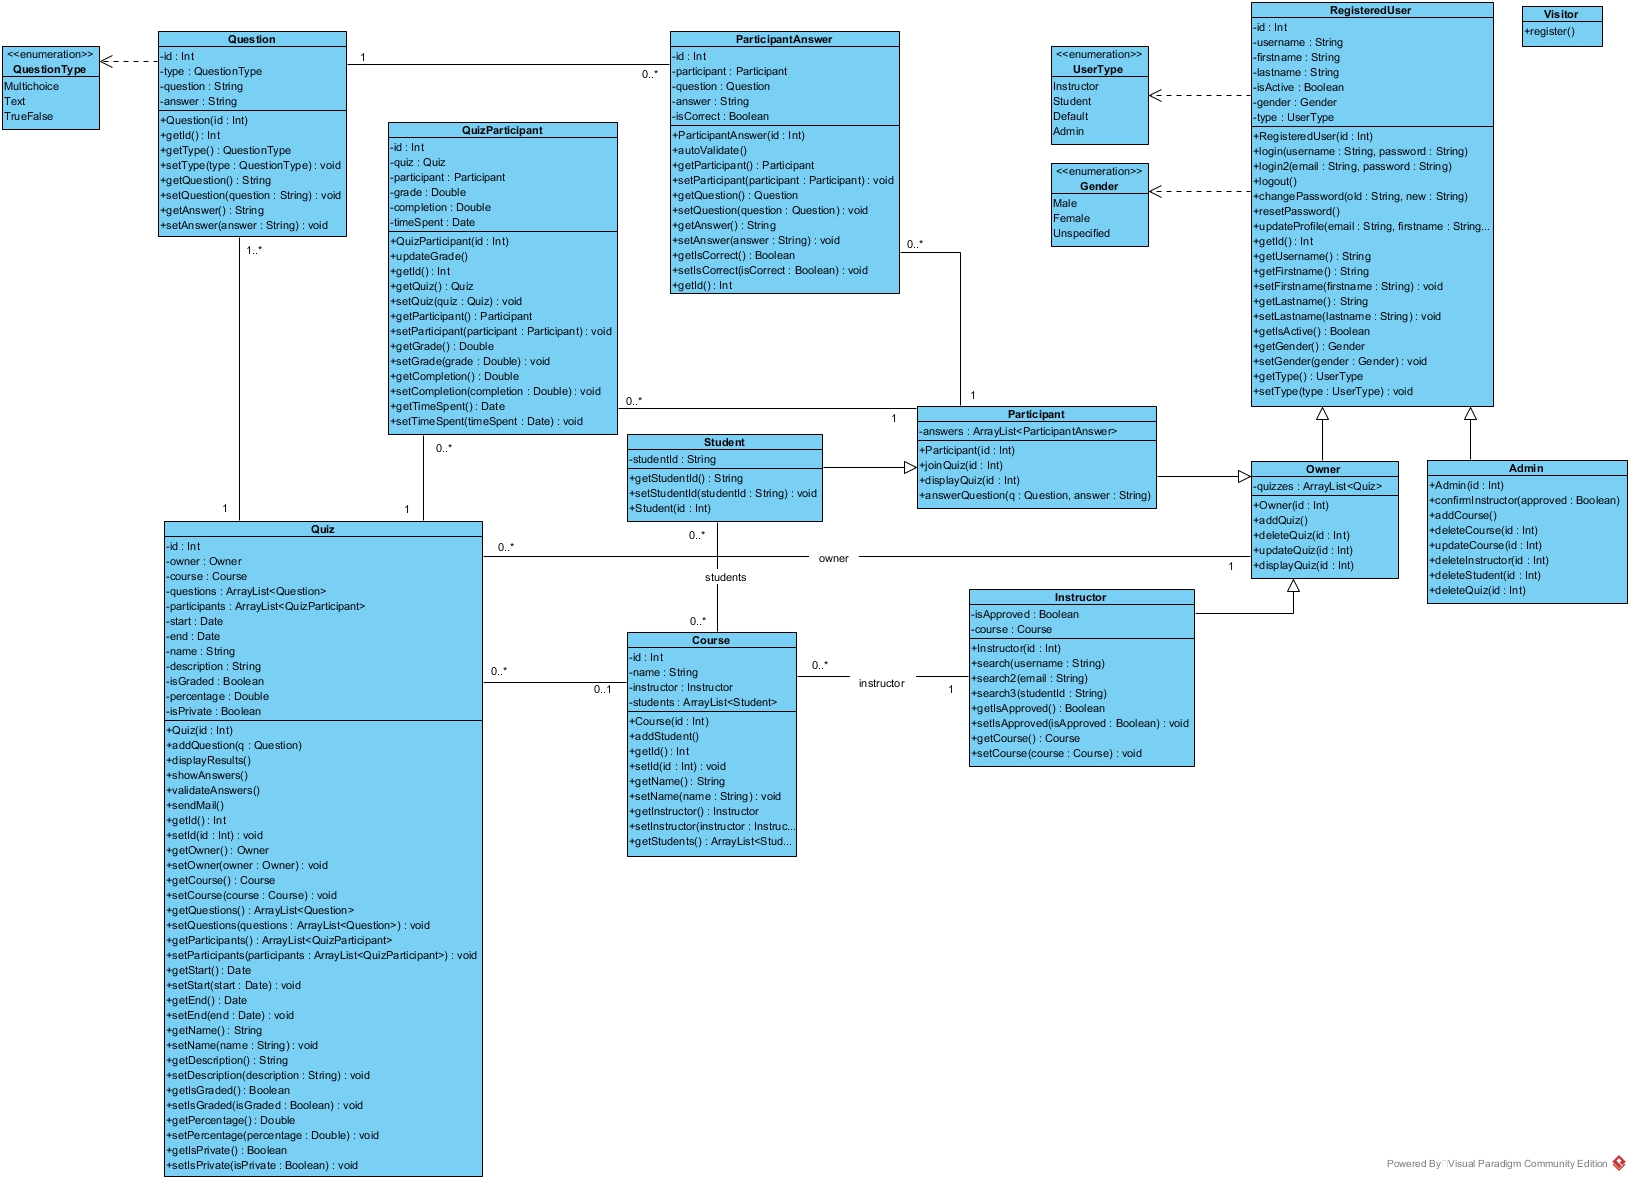 <<enumeration>>
QuestionType
Multichoice
Text
TrueFalse
Question
-id : Int
-type : QuestionType
-question : String
-answer : String
+Question(id : Int)
+getId() : Int
+getType() : QuestionType
+setType(type : QuestionType) : void
+getQuestion() : String
+setQuestion(question : String) : void
+getAnswer() : String
+setAnswer(answer : String) : void
1
0..*
1..*
1
QuizParticipant
-id : Int
-quiz : Quiz
-participant : Participant
-grade : Double
-completion : Double
-timeSpent : Date
+QuizParticipant(id : Int)
+updateGrade()
+getId() : Int
+getQuiz() : Quiz
+setQuiz(quiz : Quiz) : void
+getParticipant() : Participant
+setParticipant(participant : Participant) : void
+getGrade() : Double
+setGrade(grade : Double) : void
+getCompletion() : Double
+setCompletion(completion : Double) : void
+getTimeSpent() : Date
+setTimeSpent(timeSpent : Date) : void
0..*
1
0..*
1
ParticipantAnswer
-id : Int
-participant : Participant
-question : Question
-answer : String
-isCorrect : Boolean
+ParticipantAnswer(id : Int)
+autoValidate()
+getParticipant() : Participant
+setParticipant(participant : Participant) : void
+getQuestion() : Question
+setQuestion(question : Question) : void
+getAnswer() : String
+setAnswer(answer : String) : void
+getIsCorrect() : Boolean
+setIsCorrect(isCorrect : Boolean) : void
+getId() : Int
0..*
1
<<enumeration>>
UserType
Instructor
Student
Default
Admin
<<enumeration>>
Gender
Male
Female
Unspecified
RegisteredUser
-id : Int
-username : String
-firstname : String
-lastname : String
-isActive : Boolean
-gender : Gender
-type : UserType
+RegisteredUser(id : Int)
+login(username : String, password : String)
+login2(email : String, password : String)
+logout()
+changePassword(old : String, new : String)
+resetPassword()
+updateProfile(email : String, firstname : String...
+getId() : Int
+getUsername() : String
+getFirstname() : String
+setFirstname(firstname : String) : void
+getLastname() : String
+setLastname(lastname : String) : void
+getIsActive() : Boolean
+getGender() : Gender
+setGender(gender : Gender) : void
+getType() : UserType
+setType(type : UserType) : void
Visitor
+register()
Student
-studentId : String
+getStudentId() : String
+setStudentId(studentId : String) : void
+Student(id : Int)
Participant
-answers : ArrayList<ParticipantAnswer>
+Participant(id : Int)
+joinQuiz(id : Int)
+displayQuiz(id : Int)
+answerQuestion(q : Question, answer : String)
Owner
-quizzes : ArrayList<Quiz>
+Owner(id : Int)
+addQuiz()
+deleteQuiz(id : Int)
+updateQuiz(id : Int)
+displayQuiz(id : Int)
Admin
+Admin(id : Int)
+confirmInstructor(approved : Boolean)
+addCourse()
+deleteCourse(id : Int)
+updateCourse(id : Int)
+deleteInstructor(id : Int)
+deleteStudent(id : Int)
+deleteQuiz(id : Int)
0..*
owner
1
0..*
students
0..*
Quiz
-id : Int
-owner : Owner
-course : Course
-questions : ArrayList<Question>
-participants : ArrayList<QuizParticipant>
-start : Date
-end : Date
-name : String
-description : String
-isGraded : Boolean
-percentage : Double
-isPrivate : Boolean
+Quiz(id : Int)
+addQuestion(q : Question)
+displayResults()
+showAnswers()
+validateAnswers()
+sendMail()
+getId() : Int
+setId(id : Int) : void
+getOwner() : Owner
+setOwner(owner : Owner) : void
+getCourse() : Course
+setCourse(course : Course) : void
+getQuestions() : ArrayList<Question>
+setQuestions(questions : ArrayList<Question>) : void
+getParticipants() : ArrayList<QuizParticipant>
+setParticipants(participants : ArrayList<QuizParticipant>) : void
+getStart() : Date
+setStart(start : Date) : void
+getEnd() : Date
+setEnd(end : Date) : void
+getName() : String
+setName(name : String) : void
+getDescription() : String
+setDescription(description : String) : void
+getIsGraded() : Boolean
+setIsGraded(isGraded : Boolean) : void
+getPercentage() : Double
+setPercentage(percentage : Double) : void
+getIsPrivate() : Boolean
+setIsPrivate(isPrivate : Boolean) : void
0..*
0..1
Course
-id : Int
-name : String
-instructor : Instructor
-students : ArrayList<Student>
+Course(id : Int)
+addStudent()
+getId() : Int
+setId(id : Int) : void
+getName() : String
+setName(name : String) : void
+getInstructor() : Instructor
+setInstructor(instructor : Instruc...
+getStudents() : ArrayList<Stud...
0..*
instructor
1
Instructor
-isApproved : Boolean
-course : Course
+Instructor(id : Int)
+search(username : String)
+search2(email : String)
+search3(studentId : String)
+getIsApproved() : Boolean
+setIsApproved(isApproved : Boolean) : void
+getCourse() : Course
+setCourse(course : Course) : void
Powered By Visual Paradigm Community Edition